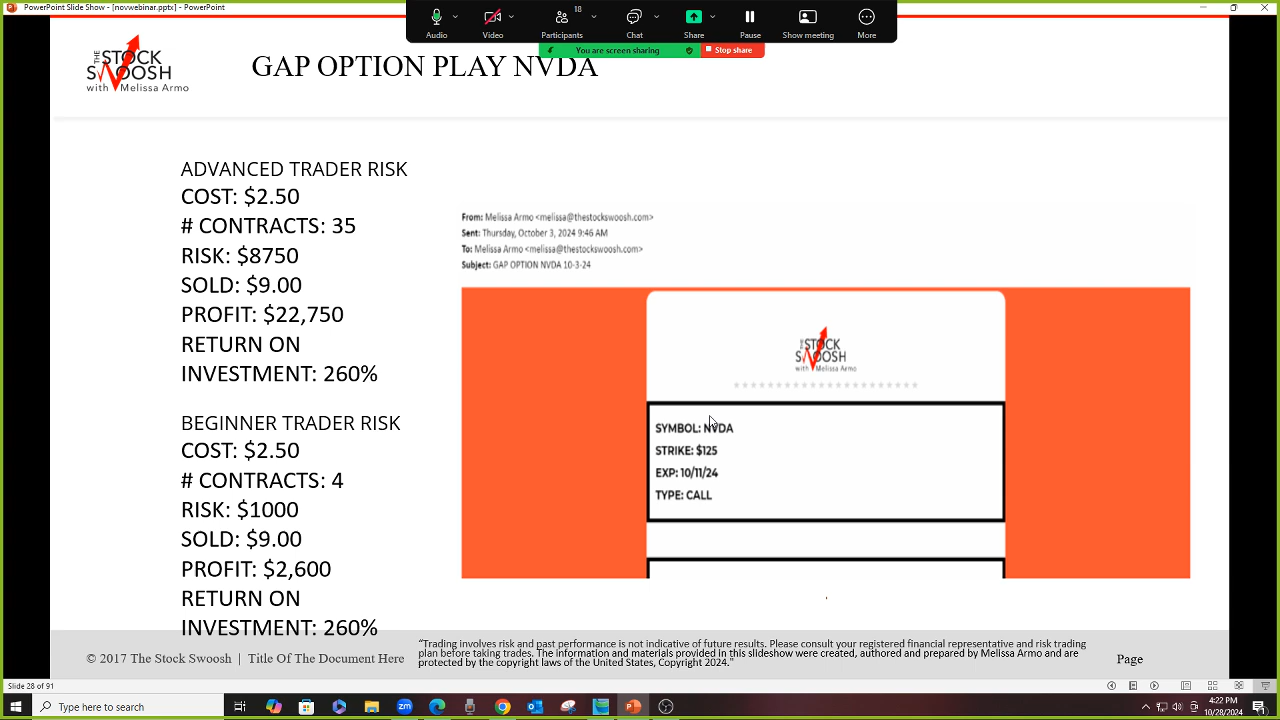 PowerPoint Slide Show - [novwebinar.pptx] - PowerPoint
18
Audio
Video
Participants
Chat
Share
Pause
Show meeting
More
You are screen sharing
Stop share
THE
STOCK
SWOOSH
with Melissa Armo
GAP OPTION PLAY NVDA
ADVANCED TRADER RISK
COST: $2.50
# CONTRACTS: 35
RISK: $8750
SOLD: $9.00
PROFIT: $22,750
RETURN ON
INVESTMENT: 260%
BEGINNER TRADER RISK
COST: $2.50
# CONTRACTS: 4
RISK: $1000
SOLD: $9.00
PROFIT: $2,600
RETURN ON
INVESTMENT: 260%
From: Melissa Armo <melissa@thestockswoosh.com>
Sent: Thursday, October 3, 2024 9:46 AM
To: Melissa Armo <melissa@thestockswoosh.com>
Subject: GAP OPTION NVDA 10-3-24
THE
STOCK
SWOOSH
with Melissa Armo
SYMBOL: NVDA
STRIKE: $125
EXP: 10/11/24
TYPE: CALL
© 2017 The Stock Swoosh | Title Of The Document Here
"Trading involves risk and past performance is not indicative of future results. Please consult your registered financial representative and risk trading
plan before taking trades. The information and materials provided in this slideshow were created, authored and prepared by Melissa Armo and are
protected by the copyright laws of the United States, Copyright 2024."
Page
Slide 28 of 91
Type here to search
4:22 PM
10/28/2024